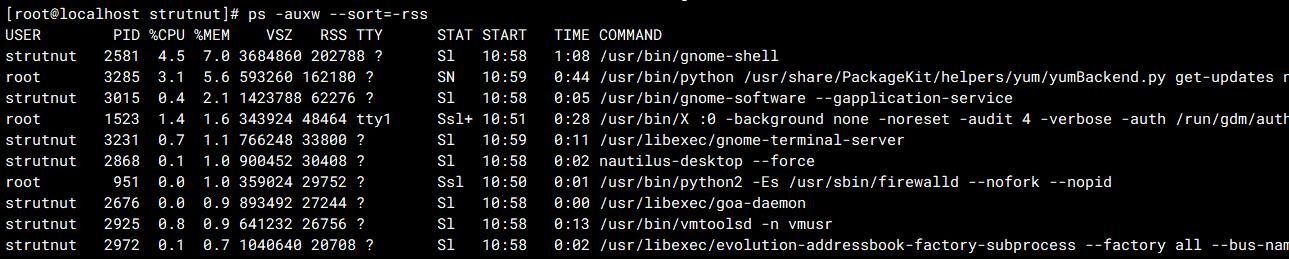 [root@localhost strutnut]# ps -auxw --sort=-rss
USER       PID %CPU %MEM    VSZ   RSS TTY      STAT START   TIME COMMAND
strutnut  2581  4.5  7.0 3684860 202788 ?      Sl   10:58   1:08 /usr/bin/gnome-shell
root      3285  3.1  5.6 593260 162180 ?       SN   10:59   0:44 /usr/bin/python /usr/share/PackageKit/helpers/yum/yumBackend.py get-updates n
strutnut  3015  0.4  2.1 1423788 62276 ?       Sl   10:58   0:05 /usr/bin/gnome-software --gapplication-service
root      1523  1.4  1.6 343924 48464 tty1     Ssl+ 10:51   0:28 /usr/bin/X :0 -background none -noreset -audit 4 -verbose -auth /run/gdm/auth
strutnut  3231  0.7  1.1 766248 33800 ?        Sl   10:59   0:11 /usr/libexec/gnome-terminal-server
strutnut  2868  0.1  1.0 900452 30408 ?        Sl   10:58   0:02 nautilus-desktop --force
root       951  0.0  1.0 359024 29752 ?        Ssl  10:50   0:01 /usr/bin/python2 -Es /usr/sbin/firewalld --nofork --nopid
strutnut  2676  0.0  0.9 893492 27244 ?        Sl   10:58   0:00 /usr/libexec/goa-daemon
strutnut  2925  0.8  0.9 641232 26756 ?        Sl   10:58   0:13 /usr/bin/vmtoolsd -n vmusr
strutnut  2972  0.1  0.7 1040640 20708 ?       Sl   10:58   0:02 /usr/libexec/evolution-addressbook-factory-subprocess --factory all --bus-nam